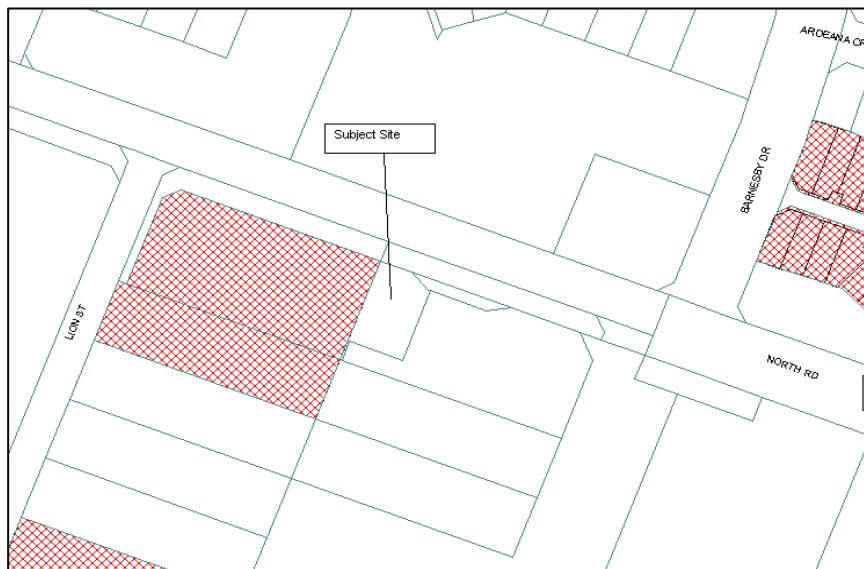 ARDEANA CR
Subject Site
BARNESBY DR
LION ST
NORTH RD